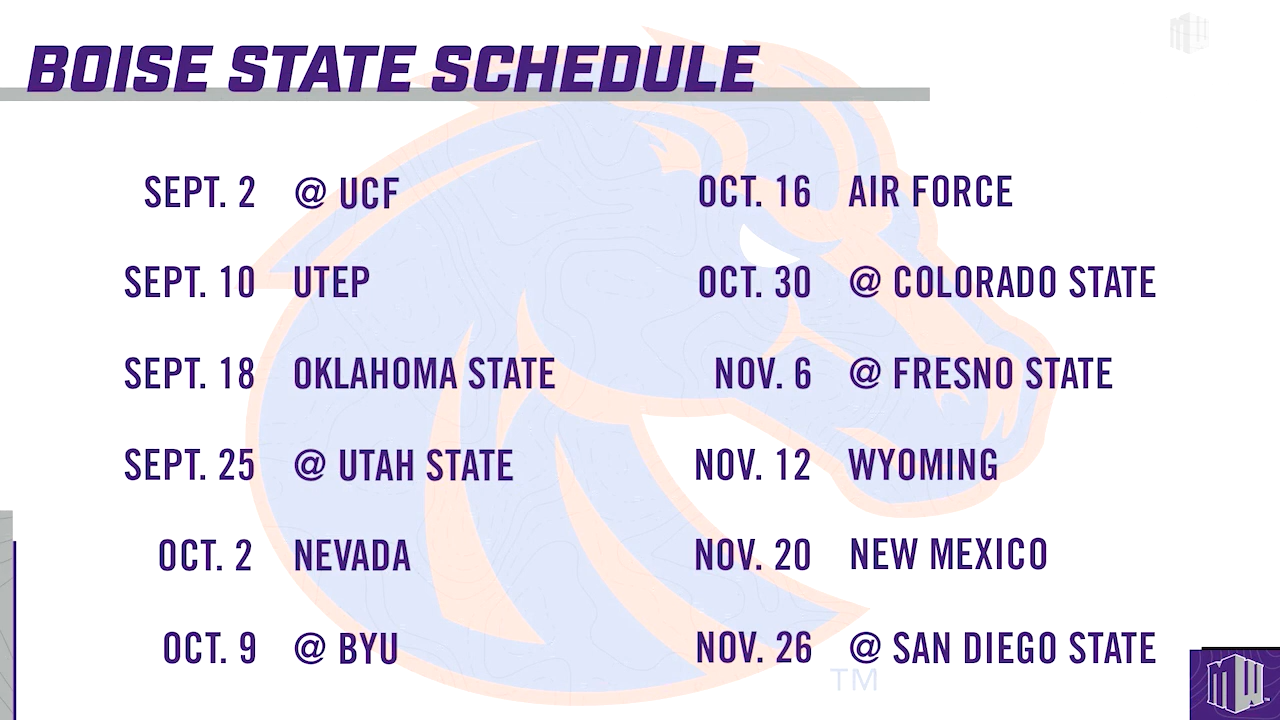 BOISE STATE SCHEDULE
SEPT. 2 @ UCF
SEPT. 10 UTEP
SEPT. 18 OKLAHOMA STATE
SEPT. 25 @ UTAH STATE
OCT. 2 NEVADA
OCT. 9 @ BYU
OCT. 16 AIR FORCE
OCT. 30 @ COLORADO STATE
NOV. 6 @ FRESNO STATE
NOV. 12 WYOMING
NOV. 20 NEW MEXICO
NOV. 26 @ SAN DIEGO STATE
TM
MW
MW